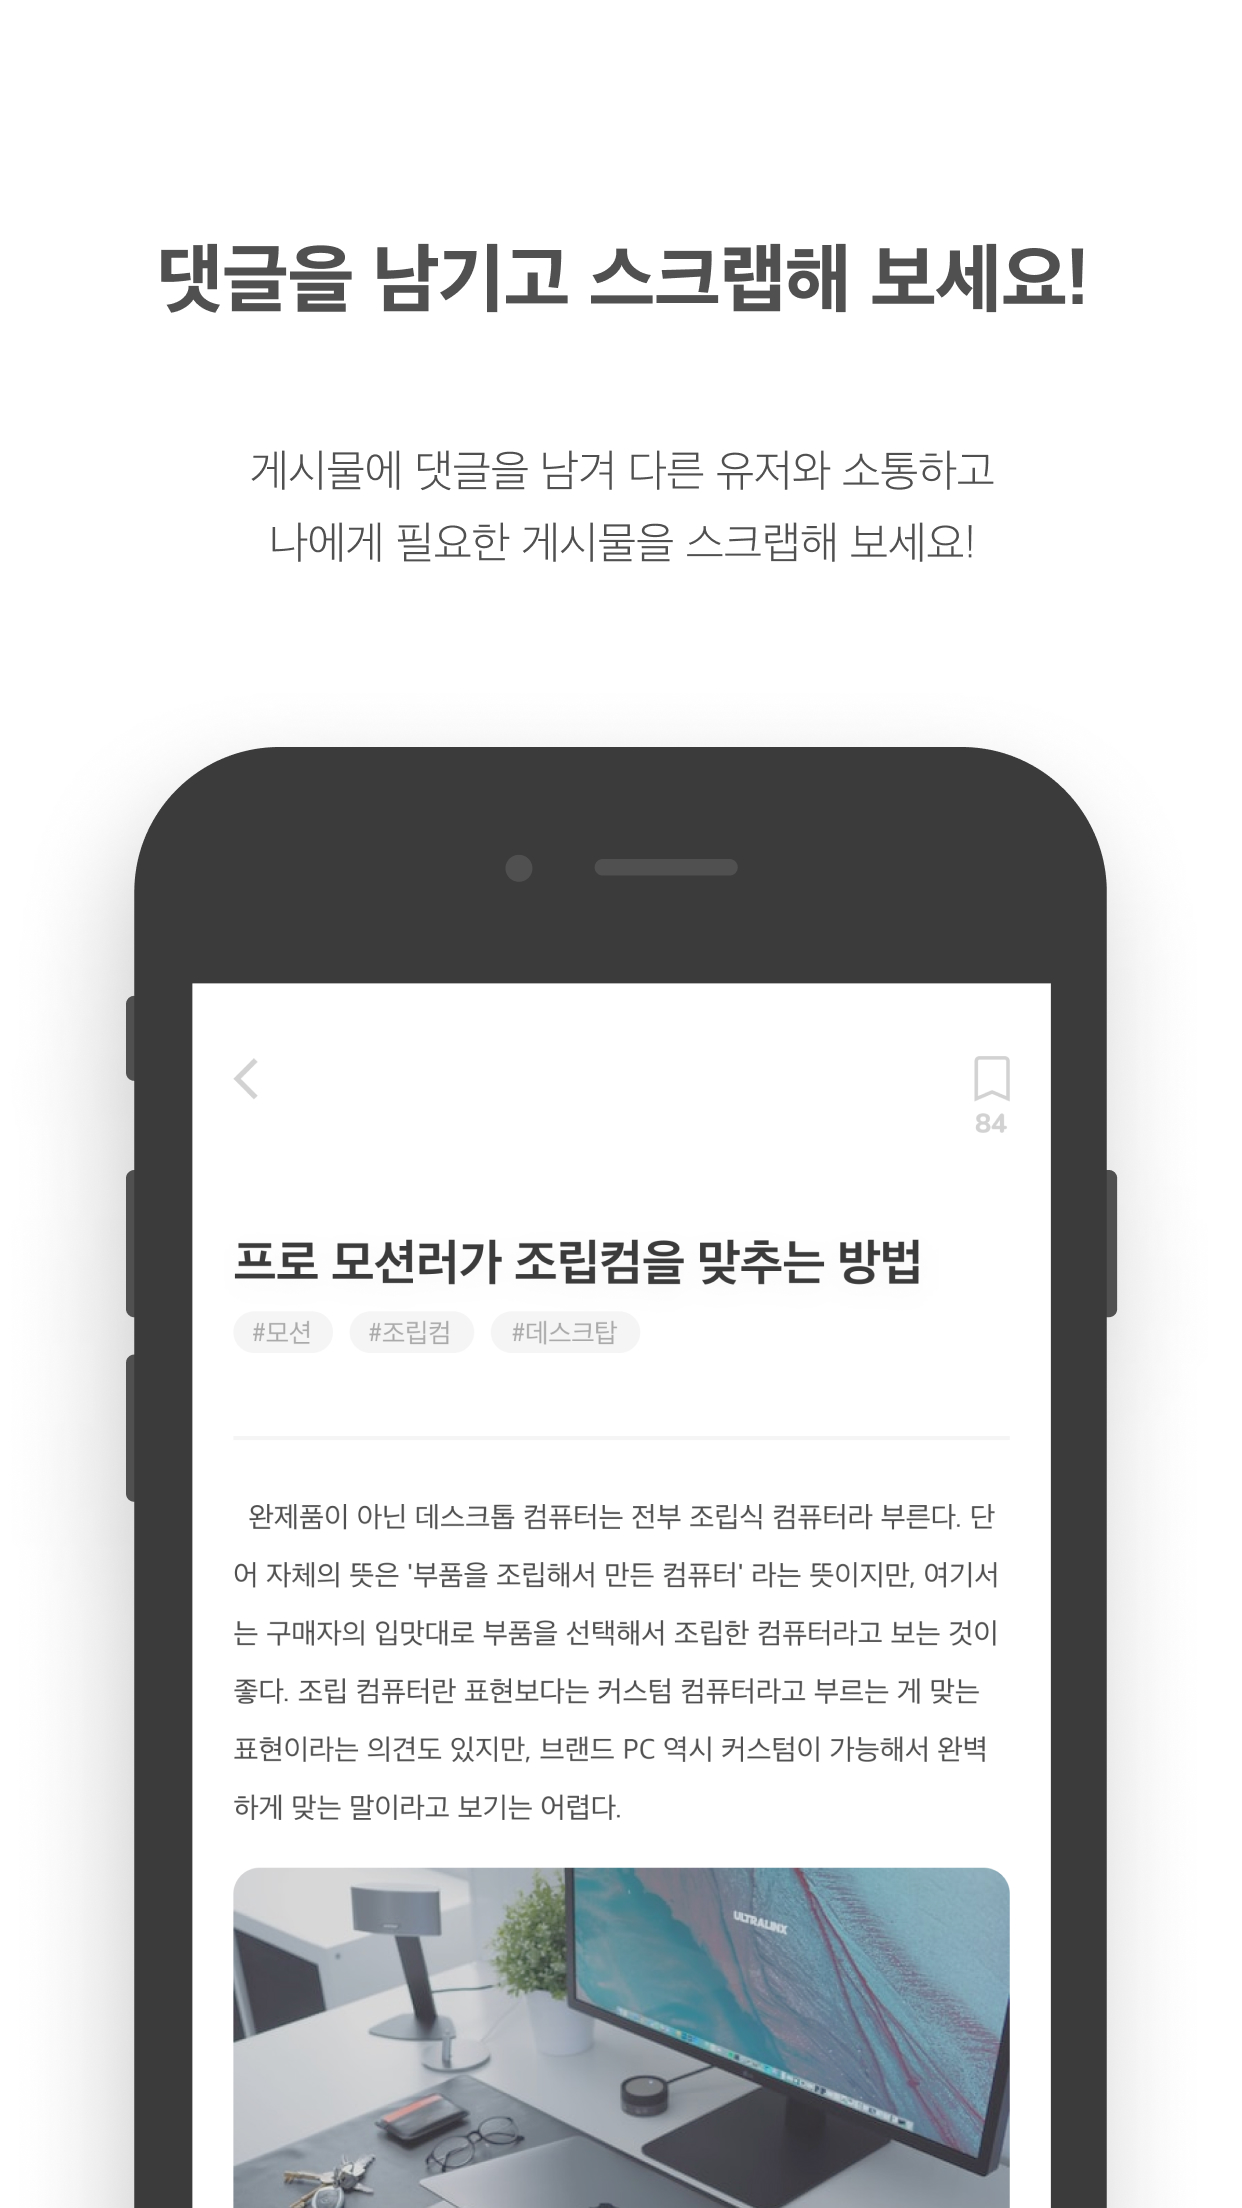 댓글을 남기고 스크랩해 보세요!
게시물에 댓글을 남겨 다른 유저와 소통하고
나에게 필요한 게시물을 스크랩해 보세요!
84
프로 모션러가 조립컴을 맞추는 방법
#모션 #조립컴 #데스크탑
완제품이 아닌 데스크톱 컴퓨터는 전부 조립식 컴퓨터라 부른다. 단
어 자체의 뜻은 '부품을 조립해서 만든 컴퓨터' 라는 뜻이지만, 여기서
는 구매자의 입맛대로 부품을 선택해서 조립한 컴퓨터라고 보는 것이
좋다. 조립 컴퓨터란 표현보다는 커스텀 컴퓨터라고 부르는 게 맞는
표현이라는 의견도 있지만, 브랜드 PC 역시 커스텀이 가능해서 완벽
하게 맞는 말이라고 보기는 어렵다.
ULTRALINX